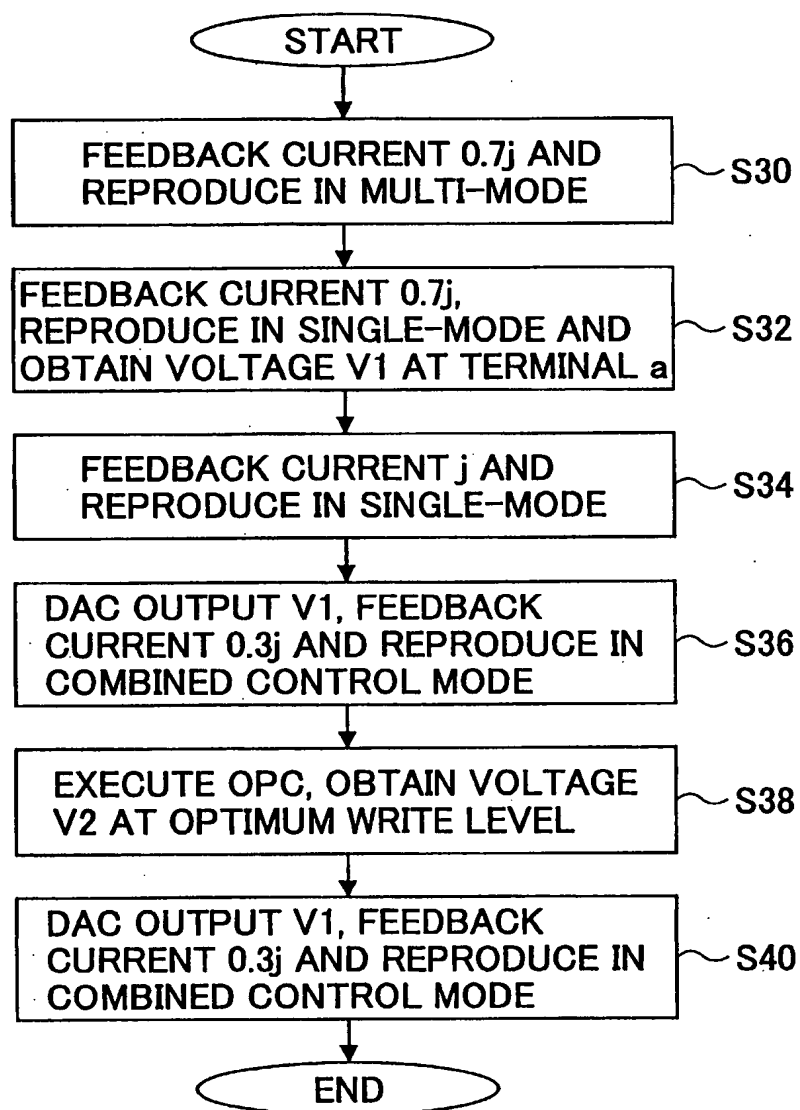 START
FEEDBACK CURRENT 0.7j AND
REPRODUCE IN MULTI-MODE
S30
FEEDBACK CURRENT 0.7j,
REPRODUCE IN SINGLE-MODE AND
OBTAIN VOLTAGE V1 AT TERMINAL a
S32
FEEDBACK CURRENT j AND
REPRODUCE IN SINGLE-MODE
S34
DAC OUTPUT V1, FEEDBACK
CURRENT 0.3j AND REPRODUCE IN
COMBINED CONTROL MODE
S36
EXECUTE OPC, OBTAIN VOLTAGE
V2 AT OPTIMUM WRITE LEVEL
S38
DAC OUTPUT V1, FEEDBACK
CURRENT 0.3j AND REPRODUCE IN
COMBINED CONTROL MODE
S40
END